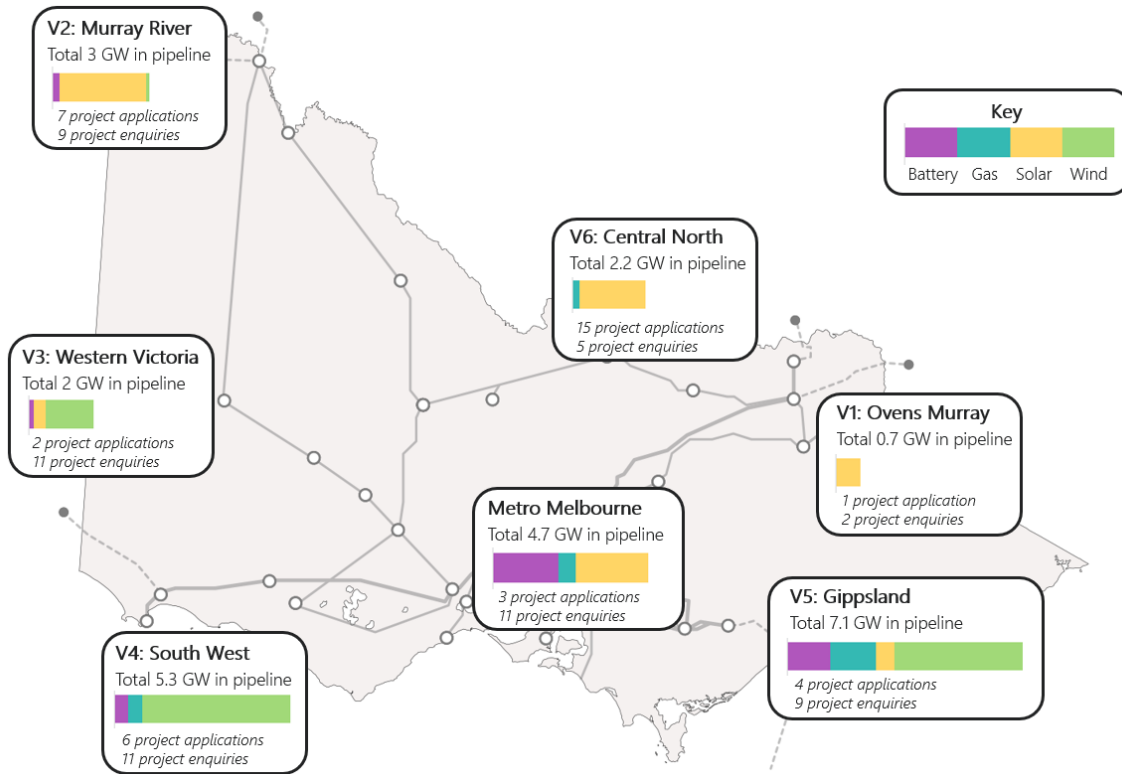 V2: Murray River
Total 3 GW in pipeline
7 project applications
9 project enquiries
Key
Battery Gas Solar Wind
V6: Central North
Total 2.2 GW in pipeline
15 project applications
5 project enquiries
V3: Western Victoria
Total 2 GW in pipeline
2 project applications
11 project enquiries
V1: Ovens Murray
Total 0.7 GW in pipeline
1 project application
2 project enquiries
Metro Melbourne
Total 4.7 GW in pipeline
3 project applications
11 project enquiries
V5: Gippsland
Total 7.1 GW in pipeline
4 project applications
9 project enquiries
V4: South West
Total 5.3 GW in pipeline
6 project applications
11 project enquiries